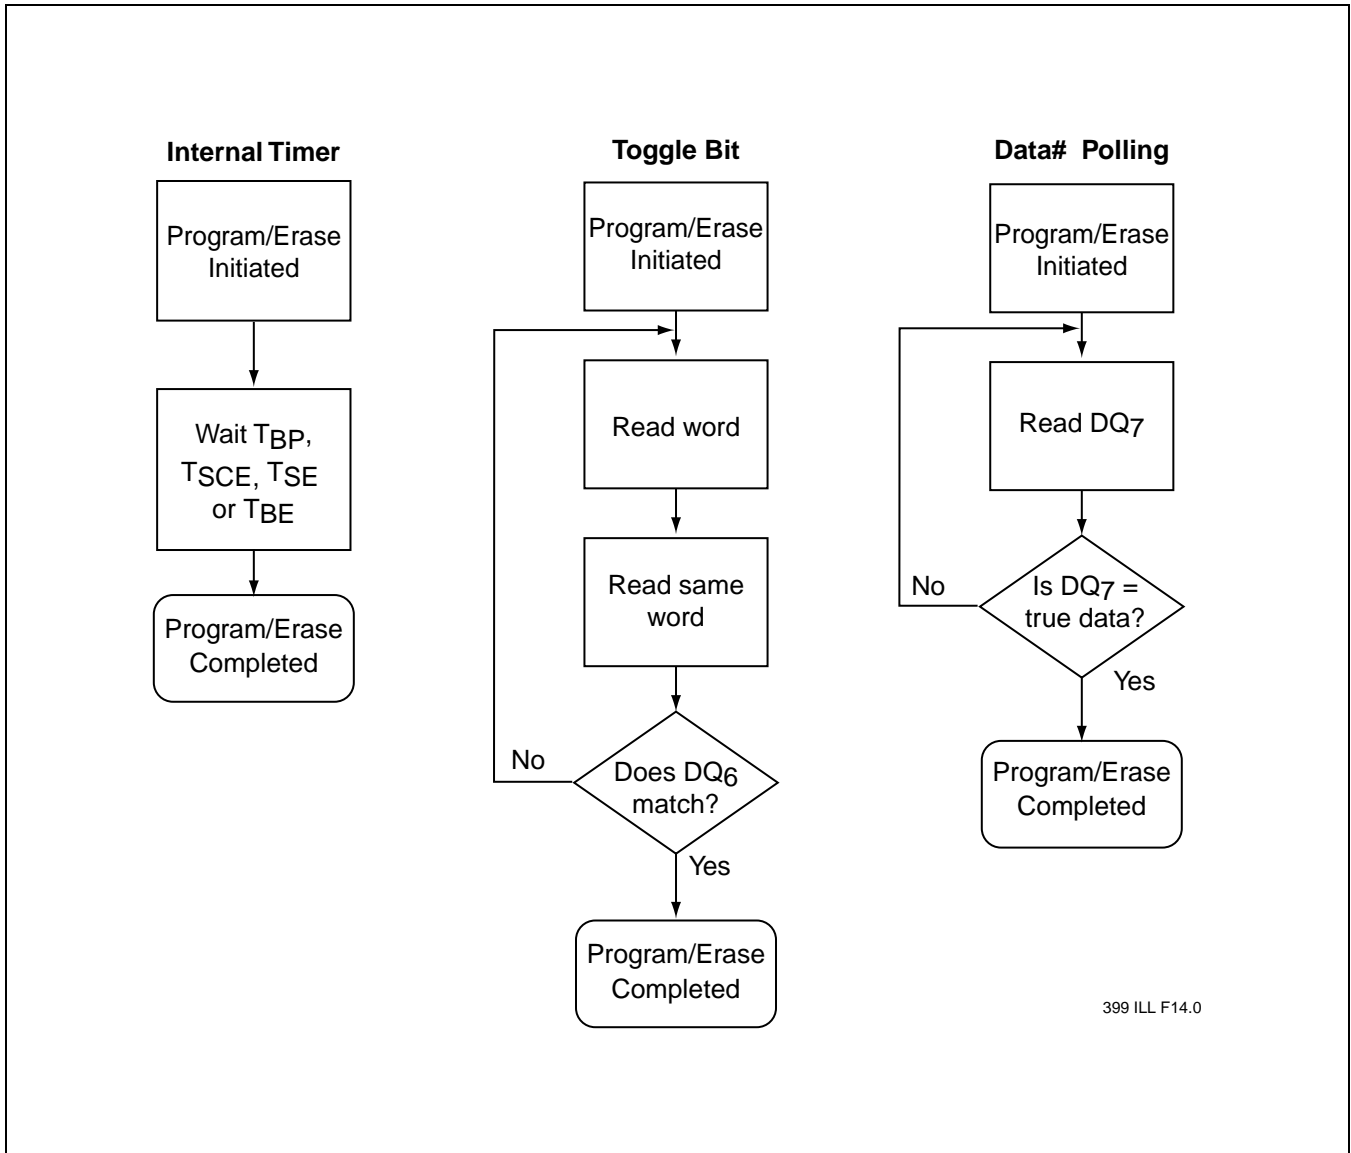 Internal Timer
Program/Erase
Initiated
Wait TBP,
TSCE, TSE
or TBE
Program/Erase
Completed
Toggle Bit
Program/Erase
Initiated
Read word
Read same
word
Does DQ6
match?
No
Yes
Program/Erase
Completed
Data# Polling
Program/Erase
Initiated
Read DQ7
Is DQ7 =
true data?
No
Yes
Program/Erase
Completed
399 ILL F14.0